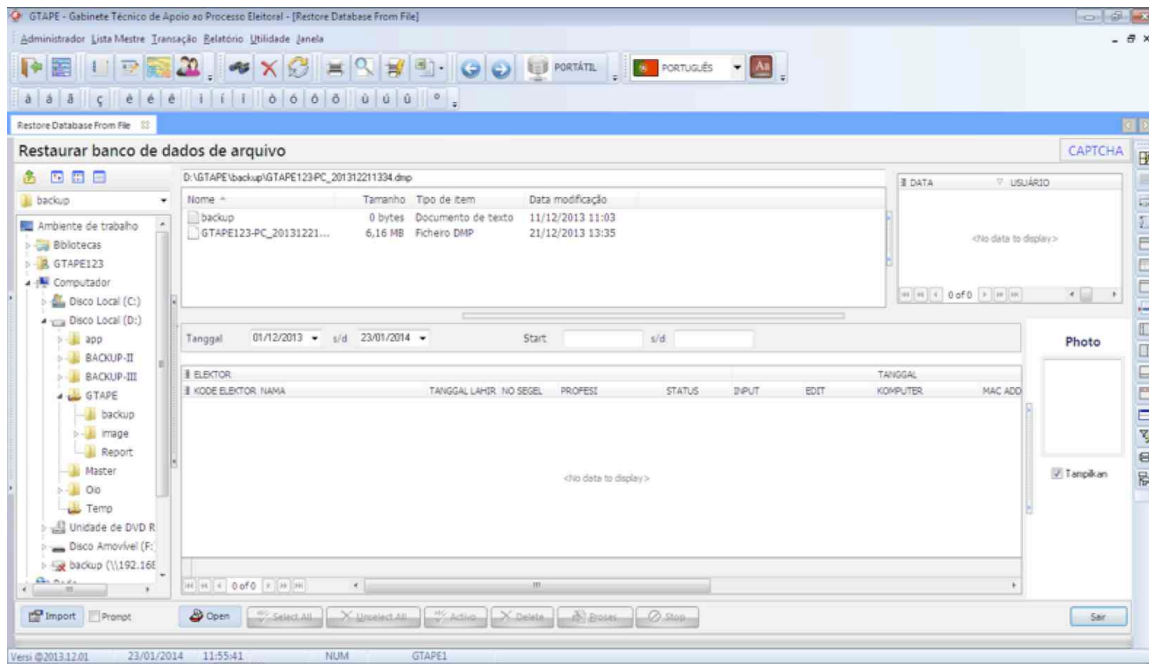 GTAPE - Gabinete Técnico de Apoio ao Processo Eleitoral - [Restore Database From File]
Administrador Lista Mestre Transação Relatório Utilidade Janela
PORTÁTIL PORTUGUÊS Aa
à á ã ç è é ê ì í î ò ó ô õ ù ú û º
Restore Database From File
Restaurar banco de dados de arquivo CAPTCHA
D:\GTAPE\backup\GTAPE123-PC_201312211334.dmp
backup
Nome Tamanho Tipo de item Data modificação
backup 0 bytes Documento de texto 11/12/2013 11:03
GTAPE123-PC_20131221... 6,16 MB Fichero DMP 21/12/2013 13:35
DATA USUÁRIO
<No data to display>
0 of 0
Ambiente de trabalho
Bibliotecas
GTAPE123
Computador
Disco Local (C:)
Disco Local (D:)
app
BACKUP-II
BACKUP-III
GTAPE
backup
image
Report
Master
Oio
Temp
Unidade de DVD R
Disco Amovível (F:
backup (\\192.168
Tanggal 01/12/2013 s/d 23/01/2014 Start s/d
Photo
ELEKTOR TANGGAL
KODE ELEKTOR NAMA TANGGAL LAHIR NO SEGEL PROFESI STATUS INPUT EDIT KOMPUTER MAC ADD
<No data to display>
Tampilkan
0 of 0
Import Prompt Open Select All Unselect All Activo Delete Proses Stop Sair
Versi @2013.12.01 23/01/2014 11:55:41 NUM GTAPE1